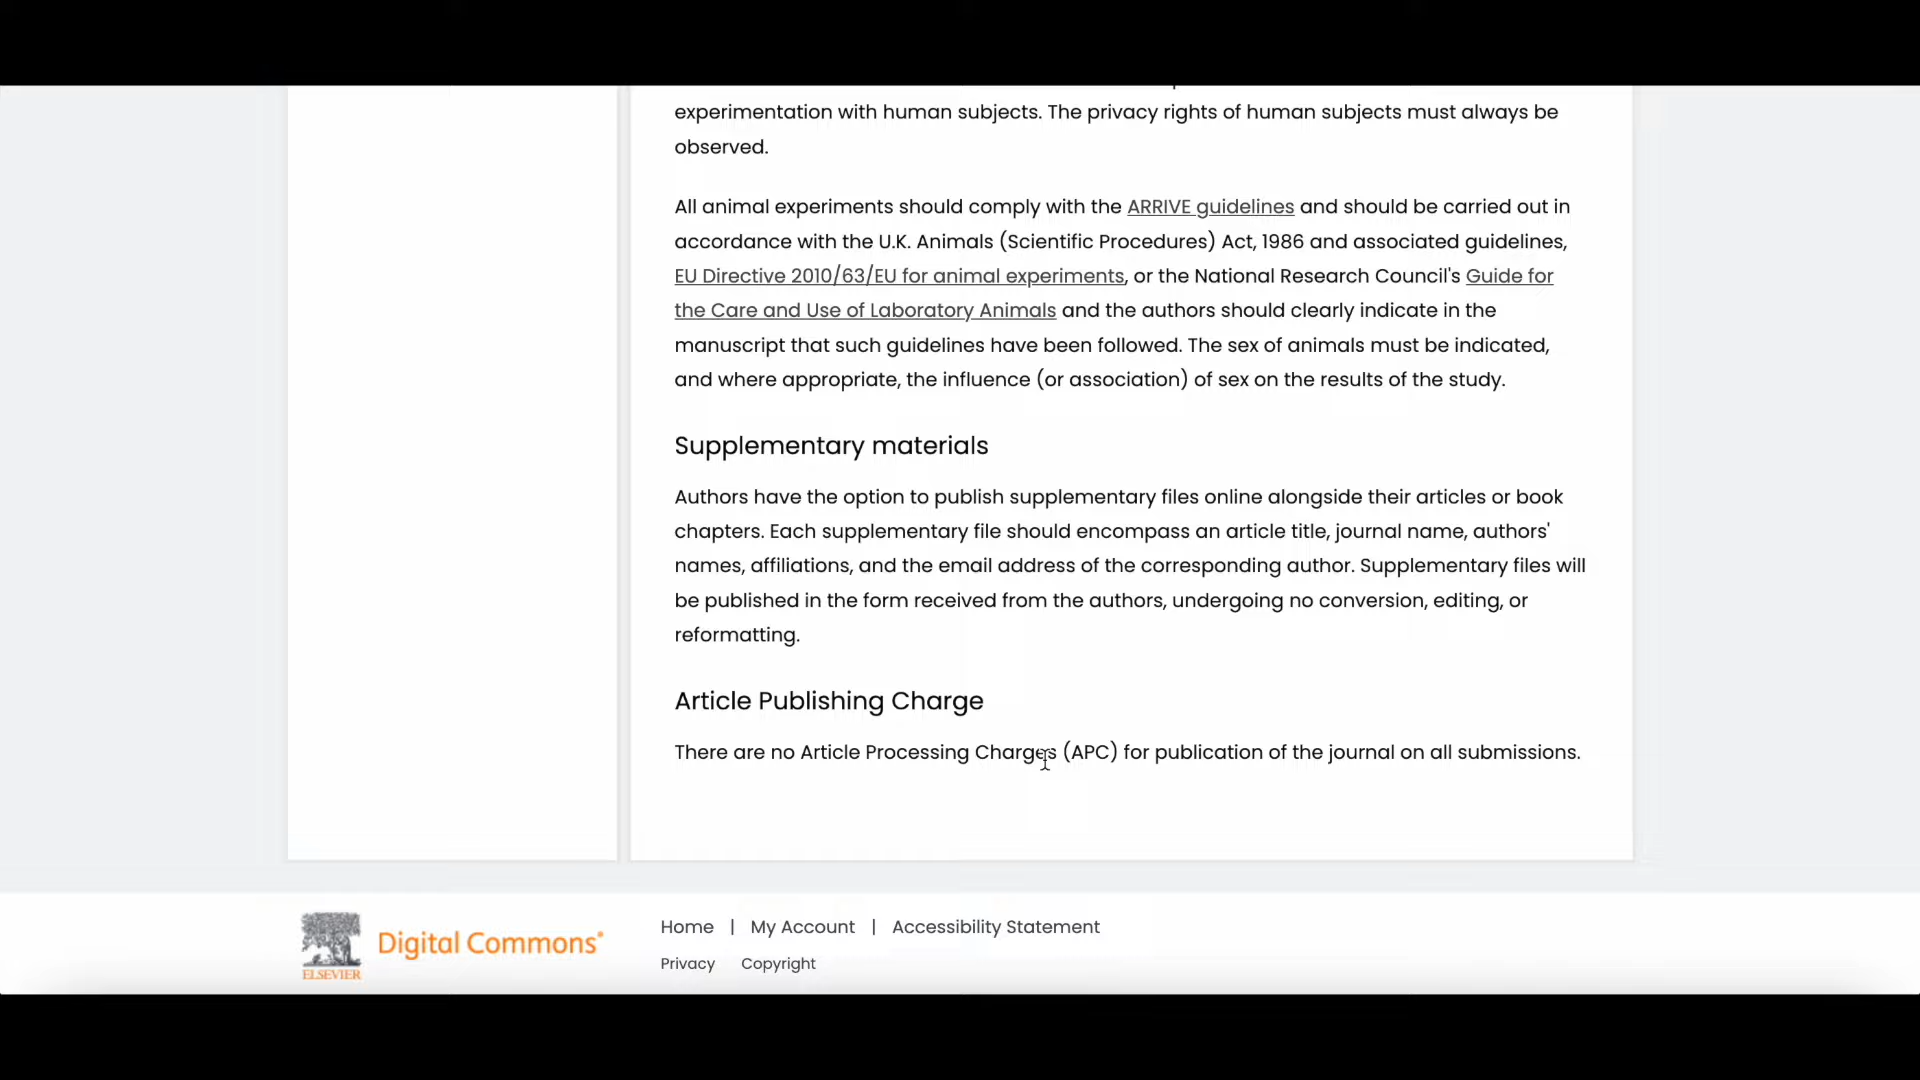 experimentation with human subjects. The privacy rights of human subjects must always be
observed.
All animal experiments should comply with the ARRIVE guidelines and should be carried out in
accordance with the U.K. Animals (Scientific Procedures) Act, 1986 and associated guidelines,
EU Directive 2010/63/EU for animal experiments, or the National Research Council's Guide for
the Care and Use of Laboratory Animals and the authors should clearly indicate in the
manuscript that such guidelines have been followed. The sex of animals must be indicated,
and where appropriate, the influence (or association) of sex on the results of the study.
Supplementary materials
Authors have the option to publish supplementary files online alongside their articles or book
chapters. Each supplementary file should encompass an article title, journal name, authors'
names, affiliations, and the email address of the corresponding author. Supplementary files will
be published in the form received from the authors, undergoing no conversion, editing, or
reformatting.
Article Publishing Charge
There are no Article Processing Charges (APC) for publication of the journal on all submissions.
Home | My Account | Accessibility Statement
Digital Commons
Privacy Copyright
ELSEVIER